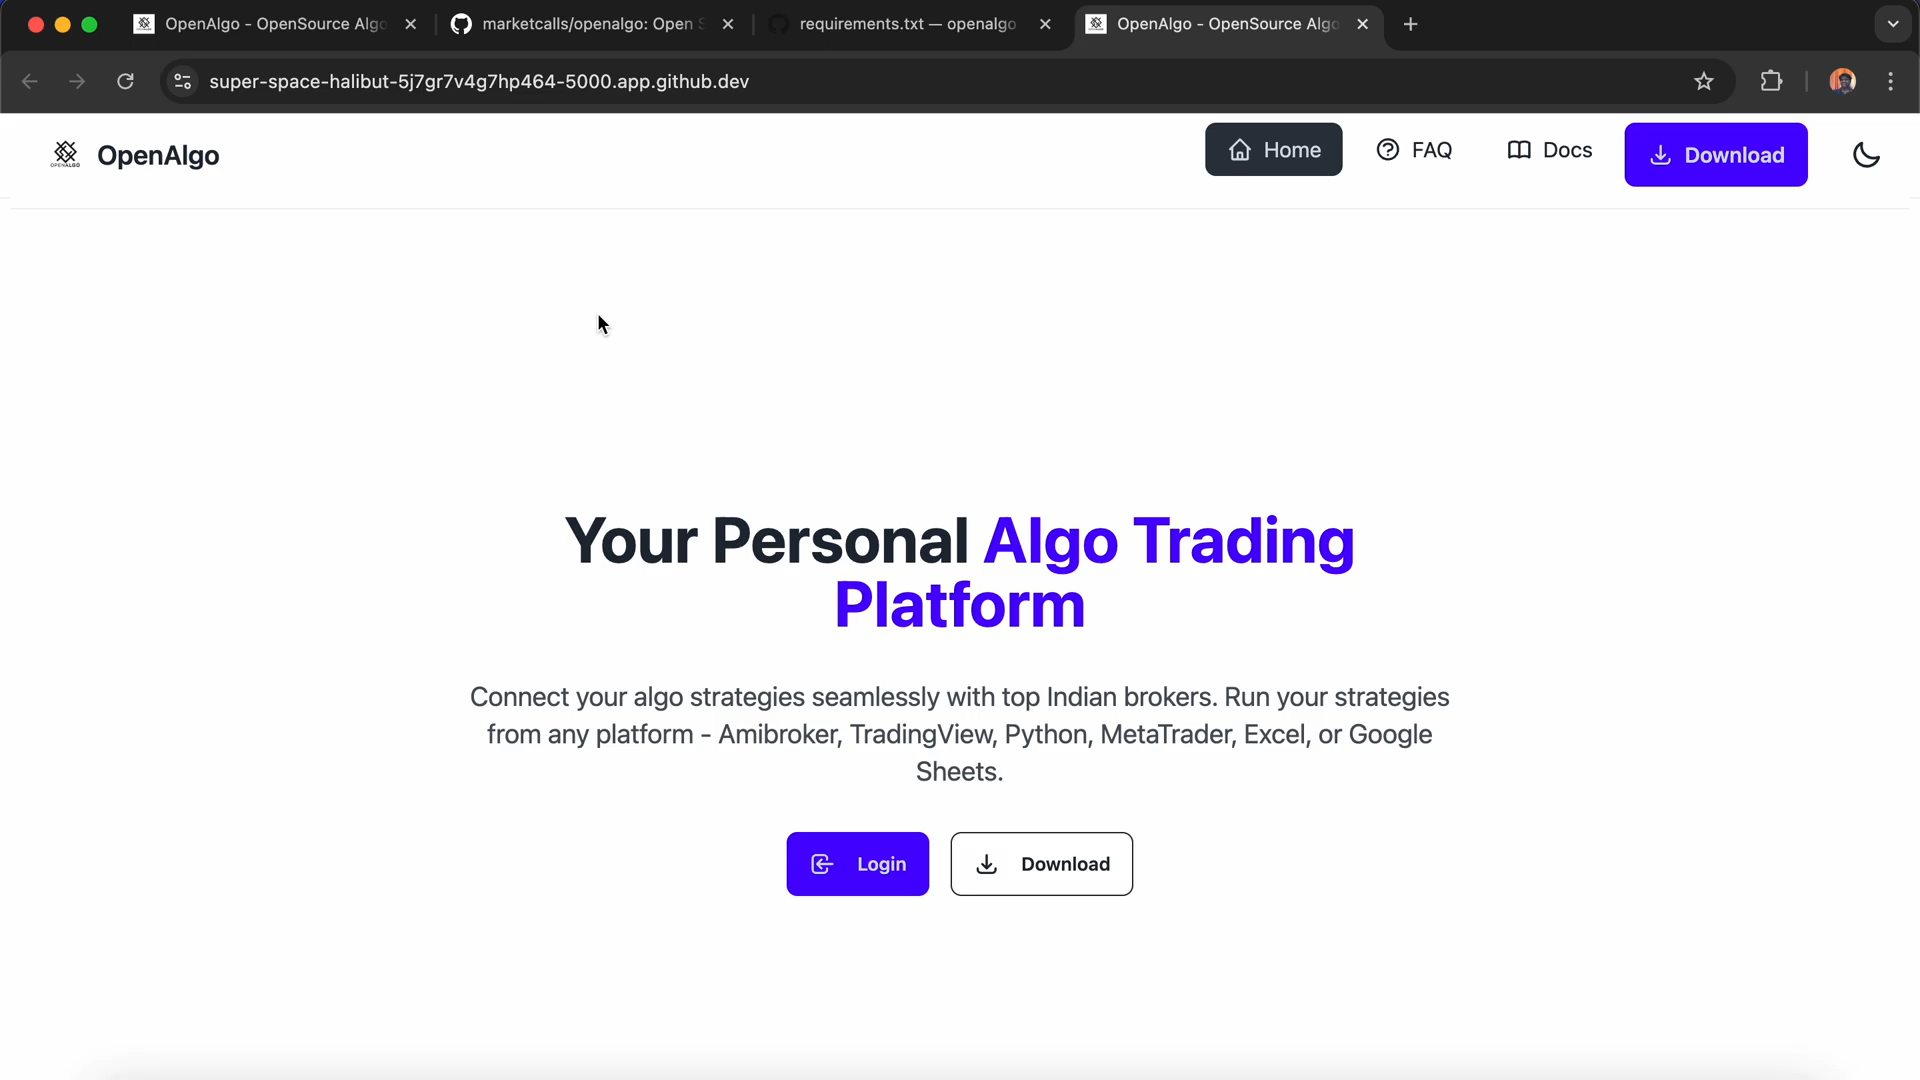 OpenAlgo - OpenSource Algo
marketcalls/openalgo: Open S
requirements.txt — openalgo
OpenAlgo - OpenSource Algo
super-space-halibut-5j7gr7v4g7hp464-5000.app.github.dev
OPENALGO
OpenAlgo
Home
FAQ
Docs
Download
Your Personal Algo Trading
Platform
Connect your algo strategies seamlessly with top Indian brokers. Run your strategies
from any platform - Amibroker, TradingView, Python, MetaTrader, Excel, or Google
Sheets.
Login
Download